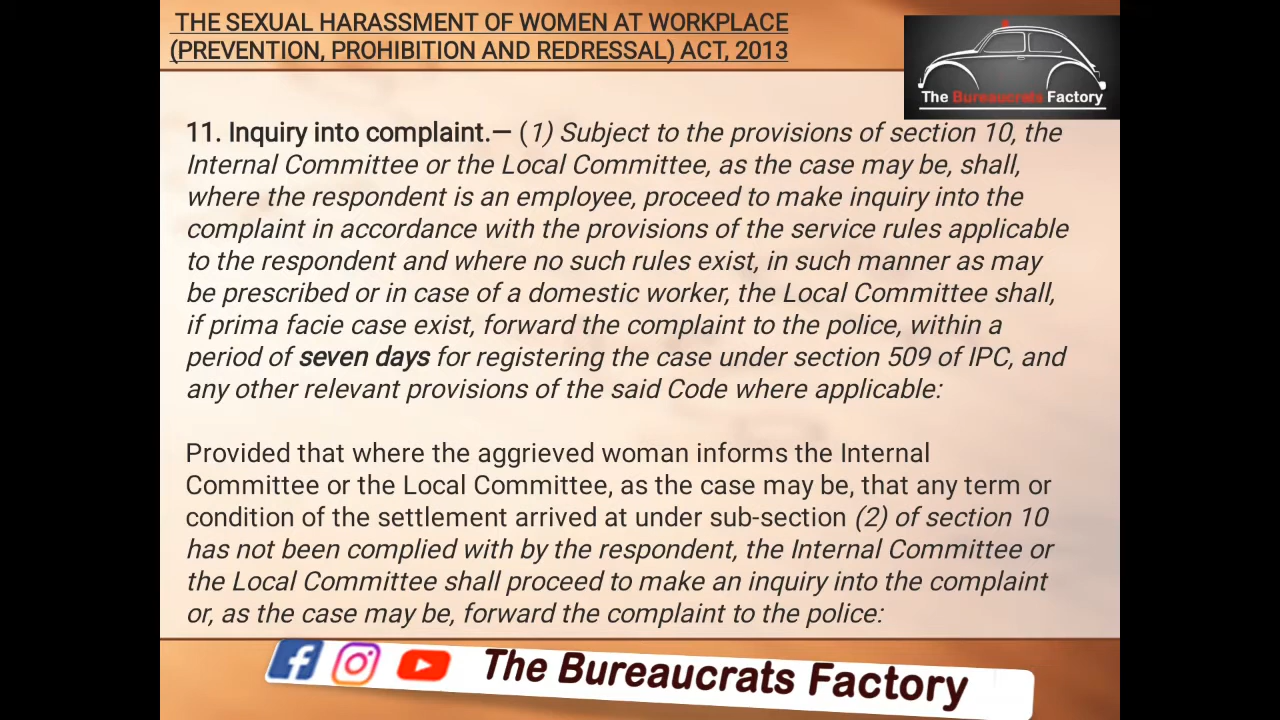 THE SEXUAL HARASSMENT OF WOMEN AT WORKPLACE
(PREVENTION, PROHIBITION AND REDRESSAL) ACT, 2013
The Bureaucrats Factory
11. Inquiry into complaint.— (1) Subject to the provisions of section 10, the
Internal Committee or the Local Committee, as the case may be, shall,
where the respondent is an employee, proceed to make inquiry into the
complaint in accordance with the provisions of the service rules applicable
to the respondent and where no such rules exist, in such manner as may
be prescribed or in case of a domestic worker, the Local Committee shall,
if prima facie case exist, forward the complaint to the police, within a
period of seven days for registering the case under section 509 of IPC, and
any other relevant provisions of the said Code where applicable:
Provided that where the aggrieved woman informs the Internal
Committee or the Local Committee, as the case may be, that any term or
condition of the settlement arrived at under sub-section (2) of section 10
has not been complied with by the respondent, the Internal Committee or
the Local Committee shall proceed to make an inquiry into the complaint
or, as the case may be, forward the complaint to the police:
The Bureaucrats Factory